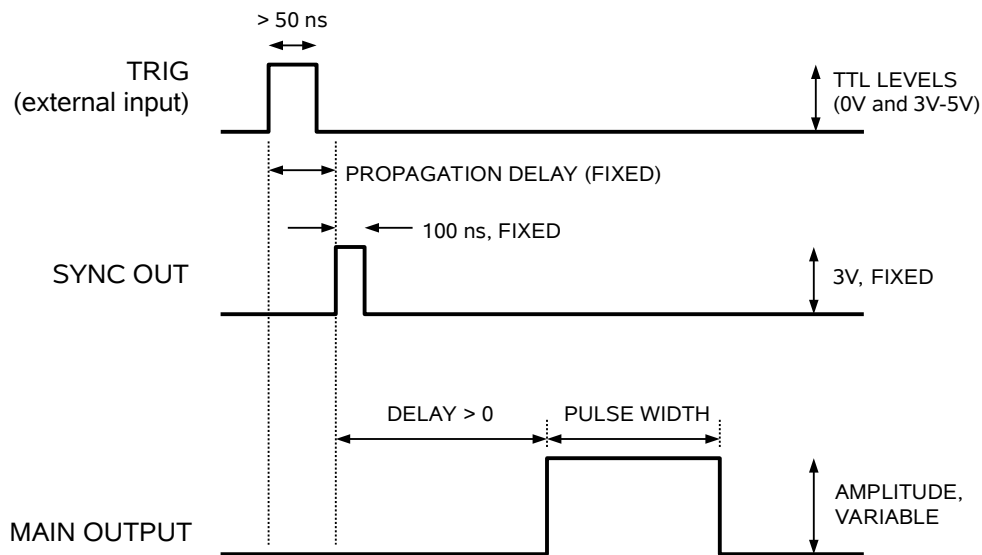 > 50 ns
TRIG
(external input)
TTL LEVELS
(0V and 3V-5V)
PROPAGATION DELAY (FIXED)
100 ns, FIXED
SYNC OUT
3V, FIXED
DELAY > 0
PULSE WIDTH
AMPLITUDE,
VARIABLE
MAIN OUTPUT